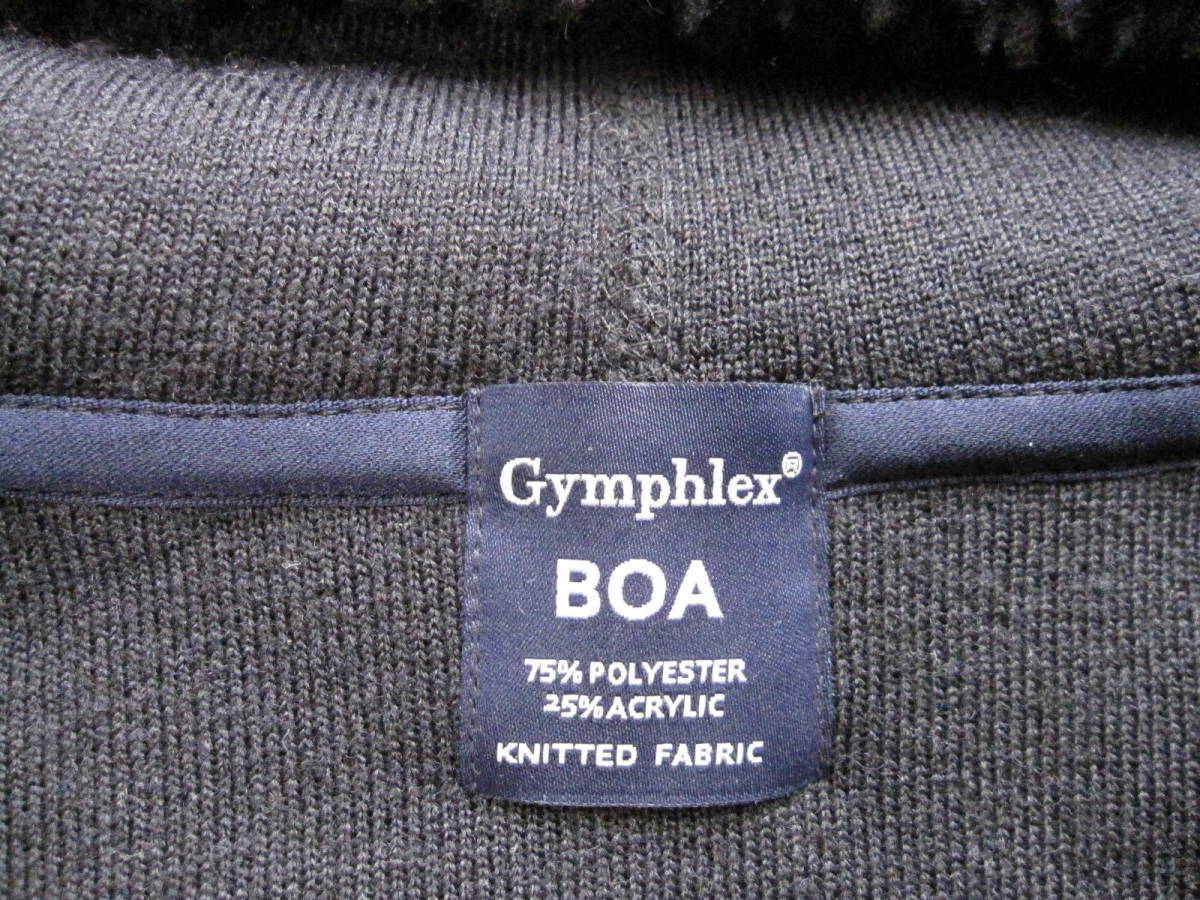 Gymphlex®
BOA
75% POLYESTER
25% ACRYLIC
KNITTED FABRIC